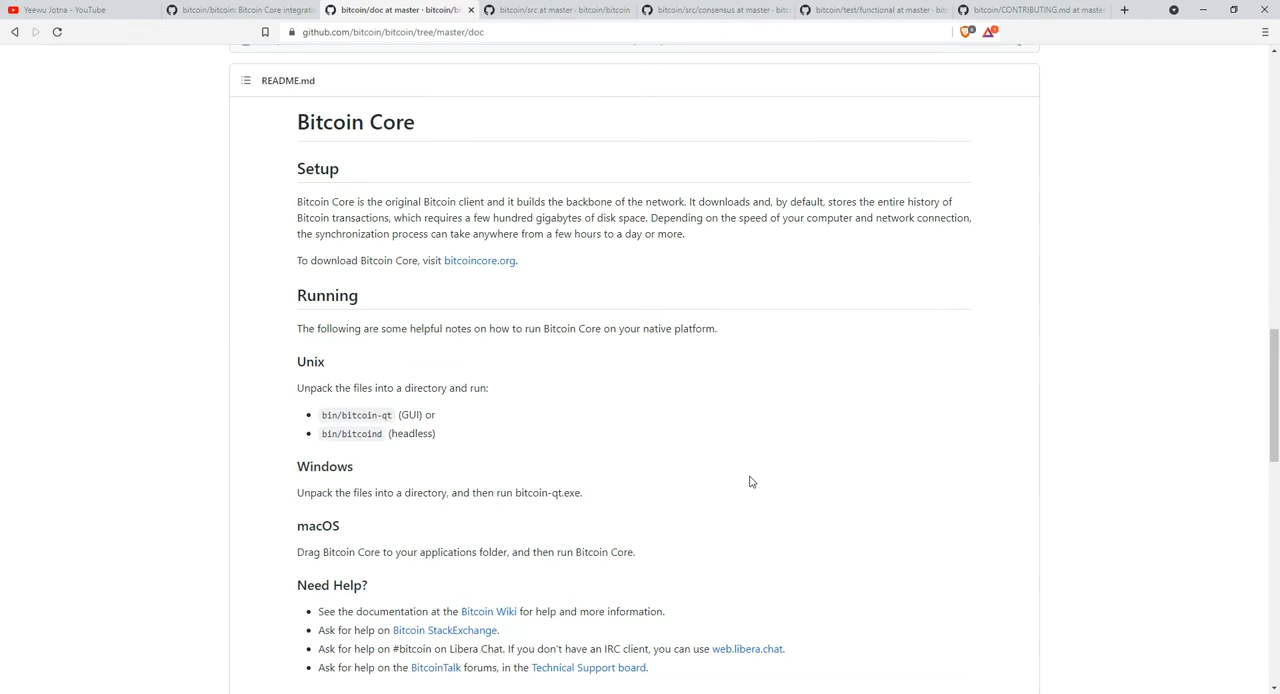 Yeewu Jotna - YouTube
bitcoin/bitcoin: Bitcoin Core integrati
bitcoin/doc at master · bitcoin/bi
bitcoin/src at master · bitcoin/bitcoin
bitcoin/src/consensus at master · bitc
bitcoin/test/functional at master · bitc
bitcoin/CONTRIBUTING.md at master
github.com/bitcoin/bitcoin/tree/master/doc
README.md
Bitcoin Core
Setup
Bitcoin Core is the original Bitcoin client and it builds the backbone of the network. It downloads and, by default, stores the entire history of
Bitcoin transactions, which requires a few hundred gigabytes of disk space. Depending on the speed of your computer and network connection,
the synchronization process can take anywhere from a few hours to a day or more.
To download Bitcoin Core, visit bitcoincore.org.
Running
The following are some helpful notes on how to run Bitcoin Core on your native platform.
Unix
Unpack the files into a directory and run:
• bin/bitcoin-qt (GUI) or
• bin/bitcoind (headless)
Windows
Unpack the files into a directory, and then run bitcoin-qt.exe.
macOS
Drag Bitcoin Core to your applications folder, and then run Bitcoin Core.
Need Help?
• See the documentation at the Bitcoin Wiki for help and more information.
• Ask for help on Bitcoin StackExchange.
• Ask for help on #bitcoin on Libera Chat. If you don't have an IRC client, you can use web.libera.chat.
• Ask for help on the BitcoinTalk forums, in the Technical Support board.